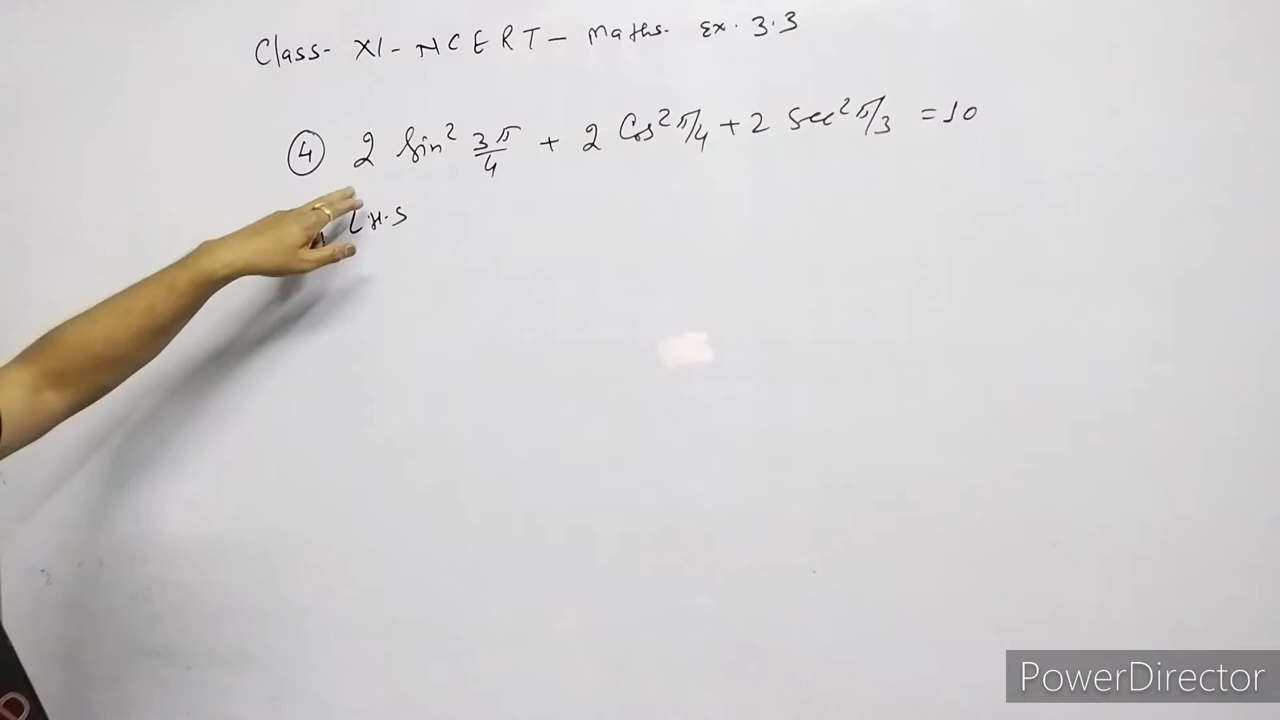 Class- XI- NCERT- Maths. Ex. 3.3
④ 2 Sin² 3π/4 + 2 Cos² π/4 + 2 Sec² π/3 = 10
L.H.S
PowerDirector